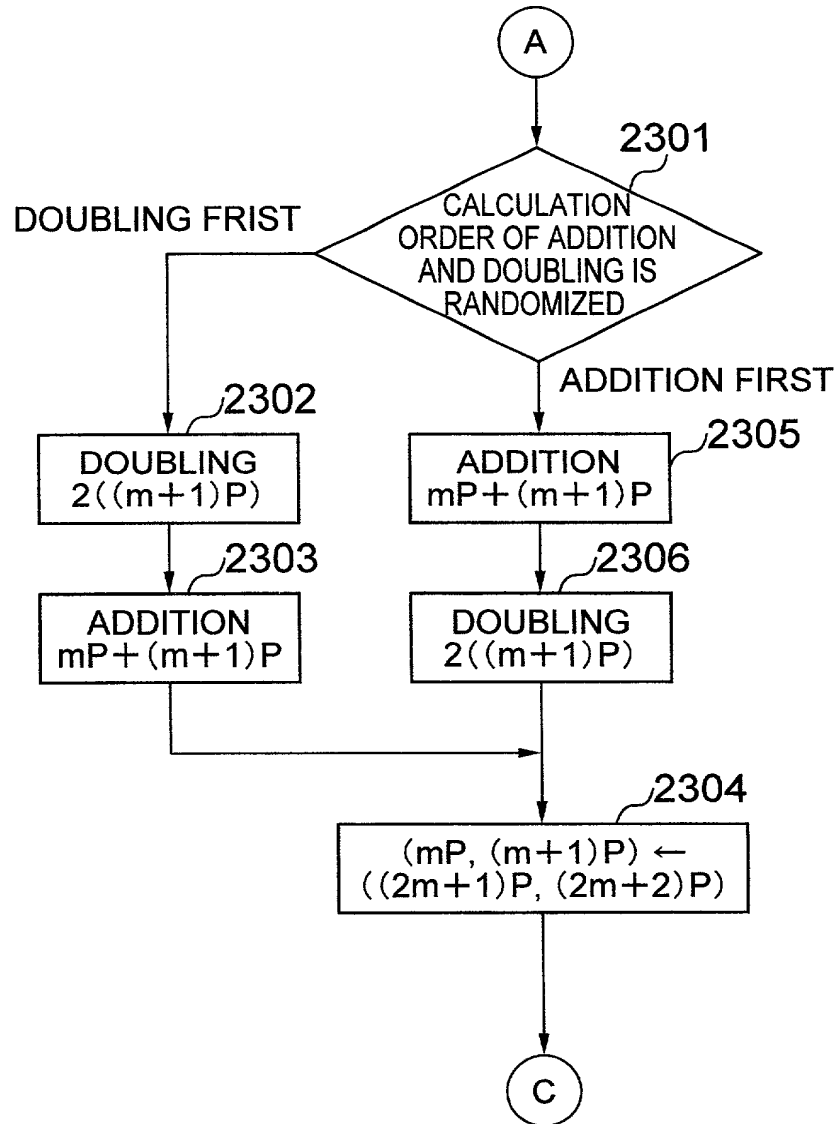 A
2301
DOUBLING FRIST
CALCULATION
ORDER OF ADDITION
AND DOUBLING IS
RANDOMIZED
ADDITION FIRST
2302
DOUBLING
2((m+1)P)
2305
ADDITION
mP+(m+1)P
2303
ADDITION
mP+(m+1)P
2306
DOUBLING
2((m+1)P)
2304
(mP, (m+1)P) ←
((2m+1)P, (2m+2)P)
C